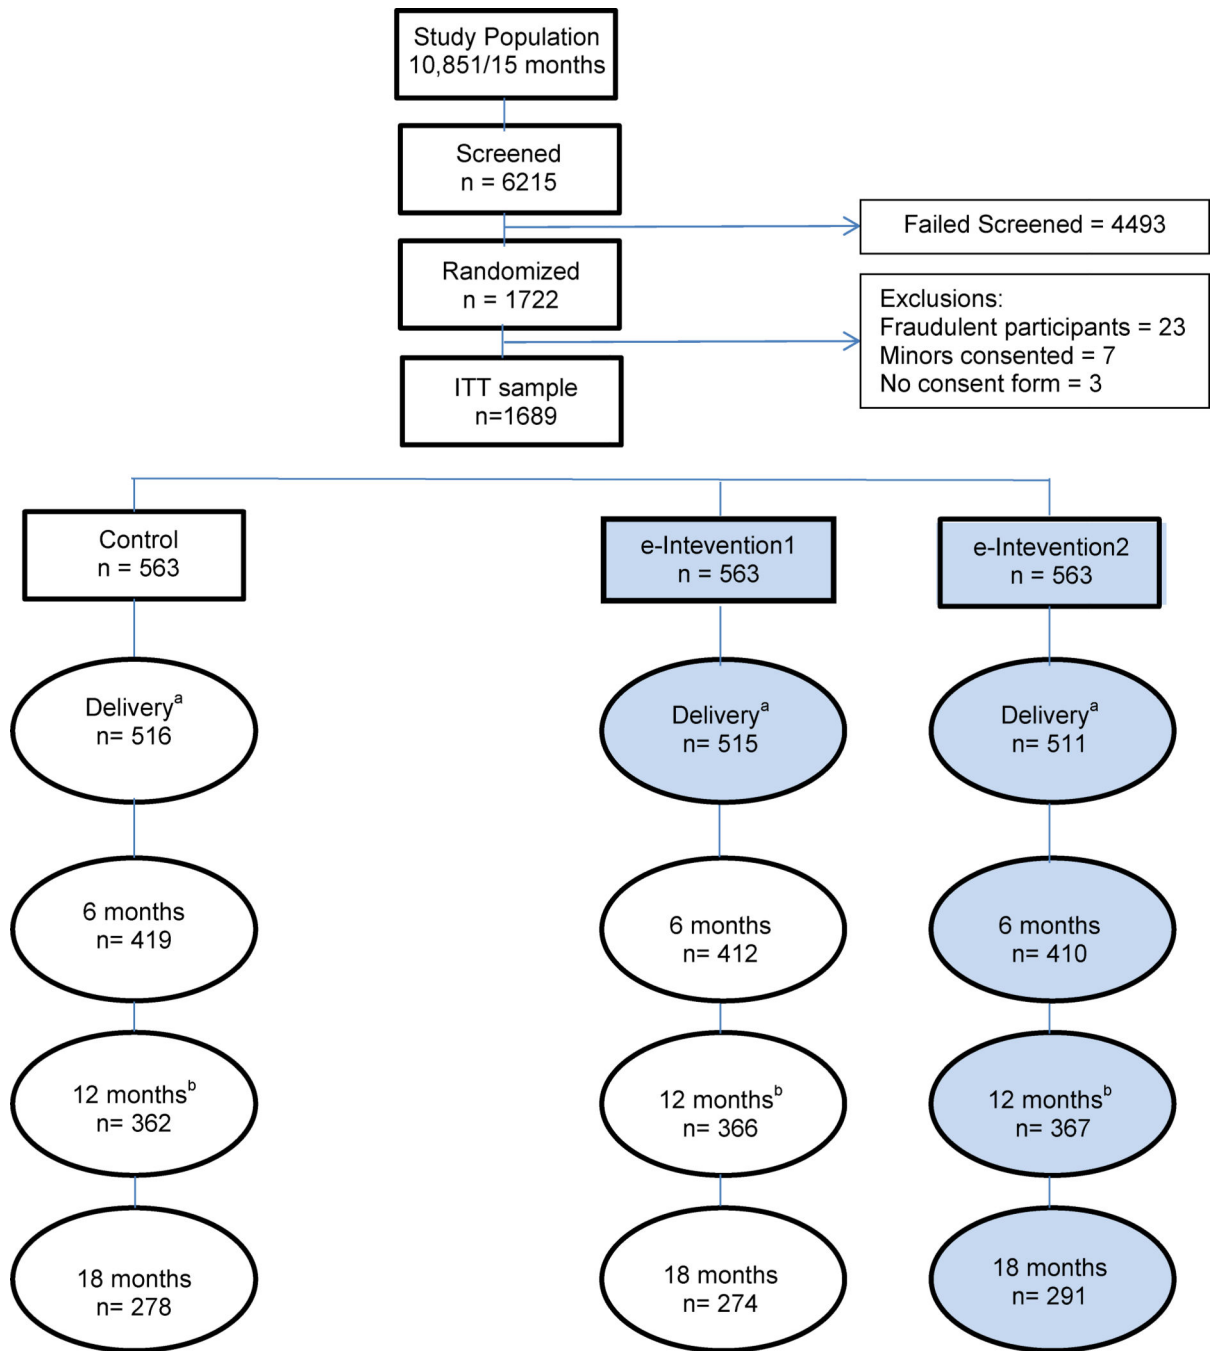 Study Population
10,851/15 months
Screened
n = 6215
Failed Screened = 4493
Randomized
n = 1722
Exclusions:
Fraudulent participants = 23
Minors consented = 7
No consent form = 3
ITT sample
n=1689
Control
n = 563
e-Intevention1
n = 563
e-Intevention2
n = 563
Delivery^a
n= 516
Delivery^a
n= 515
Delivery^a
n= 511
6 months
n= 419
6 months
n= 412
6 months
n= 410
12 months^b
n= 362
12 months^b
n= 366
12 months^b
n= 367
18 months
n= 278
18 months
n= 274
18 months
n= 291